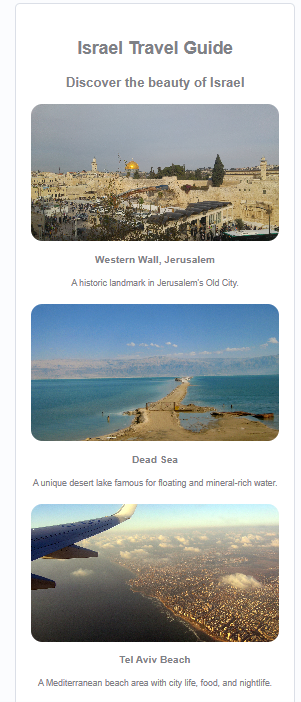 Israel Travel Guide
Discover the beauty of Israel
Western Wall, Jerusalem
A historic landmark in Jerusalem's Old City.
Dead Sea
A unique desert lake famous for floating and mineral-rich water.
Tel Aviv Beach
A Mediterranean beach area with city life, food, and nightlife.